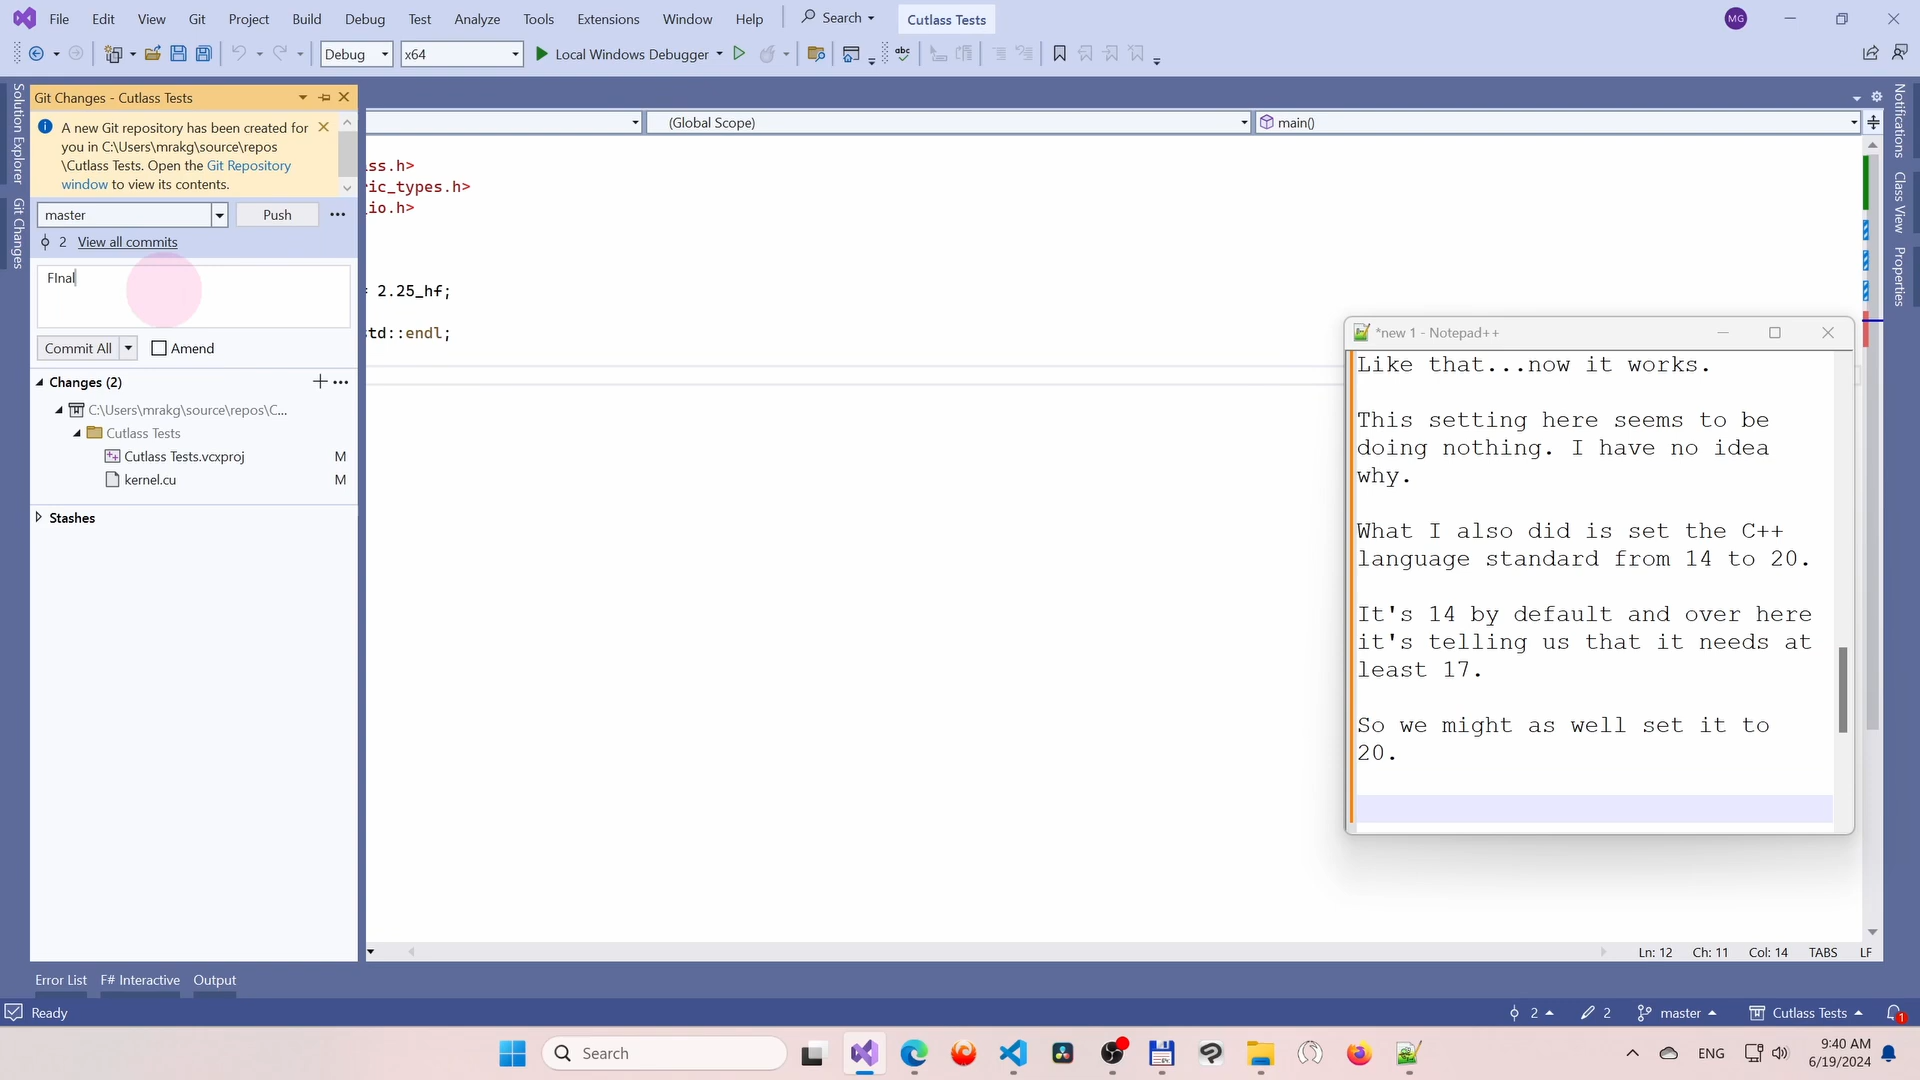 File Edit View Git Project Build Debug Test Analyze Tools Extensions Window Help Search Cutlass Tests MG
Debug x64 Local Windows Debugger
Solution Explorer
Git Changes
Git Changes - Cutlass Tests
A new Git repository has been created for
you in C:\Users\mrakg\source\repos
\Cutlass Tests. Open the Git Repository
window to view its contents.
master Push
2 View all commits
FInal
Commit All Amend
Changes (2)
C:\Users\mrakg\source\repos\C...
Cutlass Tests
Cutlass Tests.vcxproj M
kernel.cu M
Stashes
(Global Scope) main()
ss.h>
ric_types.h>
io.h>
= 2.25_hf;
std::endl;
Notifications
Class View
Properties
*new 1 - Notepad++
Like that...now it works.
This setting here seems to be
doing nothing. I have no idea
why.
What I also did is set the C++
language standard from 14 to 20.
It's 14 by default and over here
it's telling us that it needs at
least 17.
So we might as well set it to
20.
Ln: 12 Ch: 11 Col: 14 TABS LF
Error List F# Interactive Output
Ready 2 2 master Cutlass Tests 1
Search ENG 9:40 AM
6/19/2024